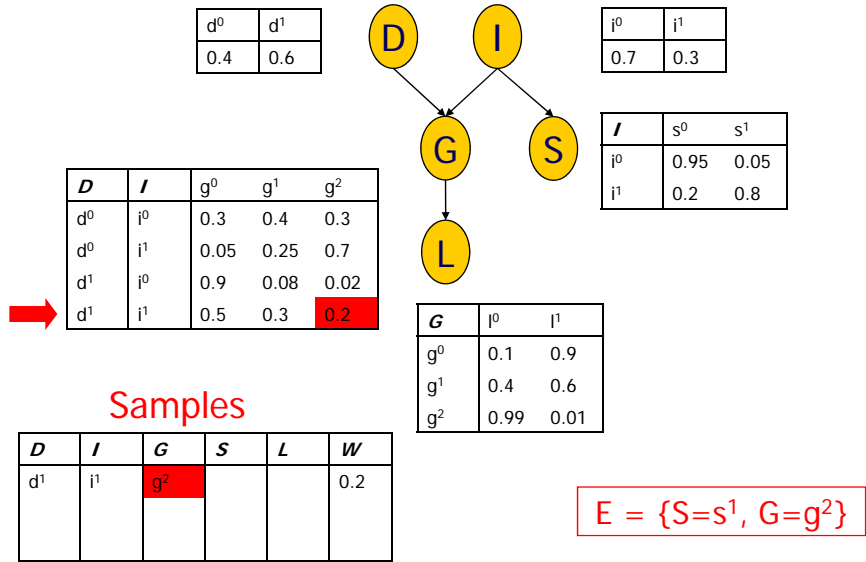 d⁰ d¹
0.4 0.6
D
I
i⁰ i¹
0.7 0.3
G
S
I s⁰ s¹
i⁰ 0.95 0.05
i¹ 0.2 0.8
D I g⁰ g¹ g²
d⁰ i⁰ 0.3 0.4 0.3
d⁰ i¹ 0.05 0.25 0.7
d¹ i⁰ 0.9 0.08 0.02
d¹ i¹ 0.5 0.3 0.2
L
G l⁰ l¹
g⁰ 0.1 0.9
g¹ 0.4 0.6
g² 0.99 0.01
Samples
D I G S L W
d¹ i¹ g² 0.2
E = {S=s¹, G=g²}